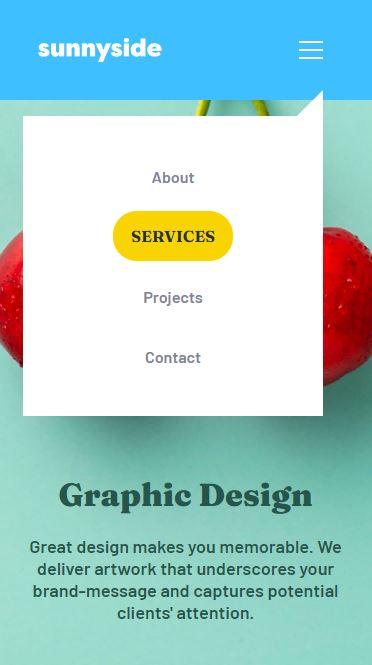 sunnyside
About
SERVICES
Projects
Contact
Graphic Design
Great design makes you memorable. We
deliver artwork that underscores your
brand-message and captures potential
clients' attention.